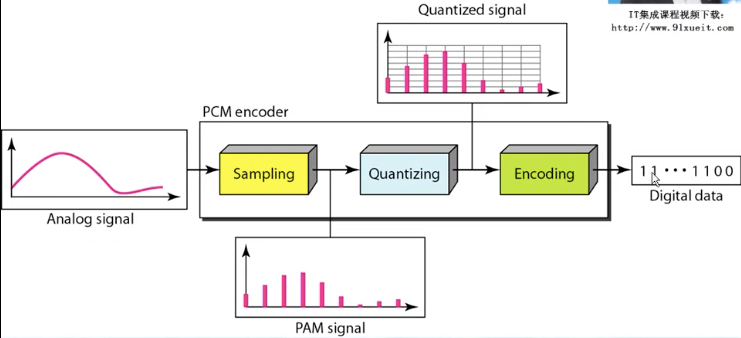 Quantized signal
IT集成课程视频下载：
http://www.91xueit.com
PCM encoder
Sampling
Quantizing
Encoding
11···1100
Analog signal
Digital data
PAM signal